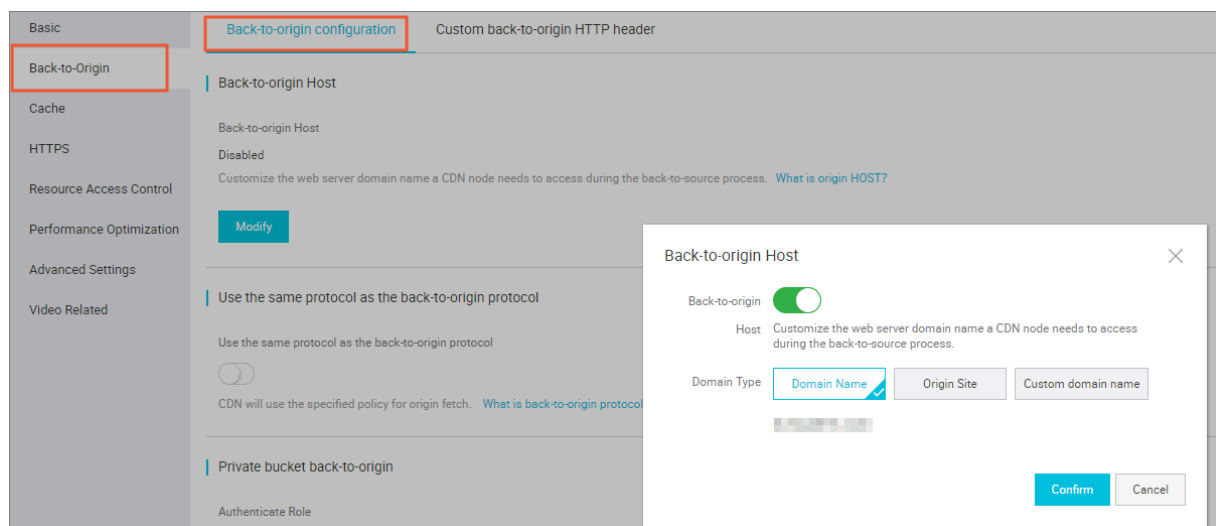 Basic
Back-to-Origin
Cache
HTTPS
Resource Access Control
Performance Optimization
Advanced Settings
Video Related
Back-to-origin configuration
Custom back-to-origin HTTP header
Back-to-origin Host
Back-to-origin Host
Disabled
Customize the web server domain name a CDN node needs to access during the back-to-source process. What is origin HOST?
Modify
Use the same protocol as the back-to-origin protocol
Use the same protocol as the back-to-origin protocol
CDN will use the specified policy for origin fetch. What is back-to-origin protocol
Private bucket back-to-origin
Authenticate Role
Back-to-origin Host
Back-to-origin
Host
Customize the web server domain name a CDN node needs to access
during the back-to-source process.
Domain Type
Domain Name
Origin Site
Custom domain name
Confirm
Cancel